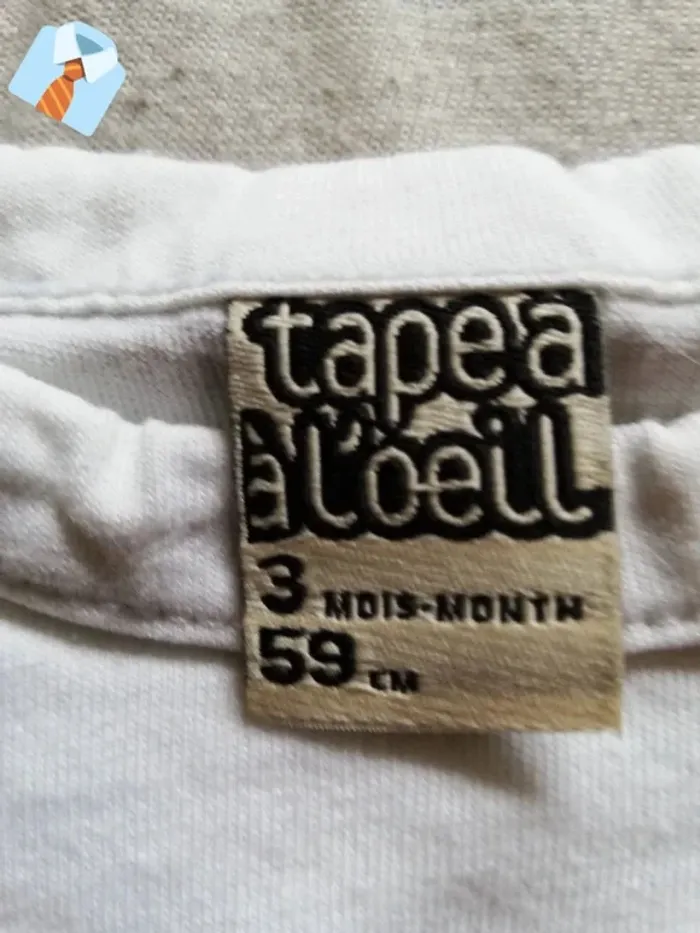 tape à
à l'oeil
3 MOIS-MONTH
59 CM